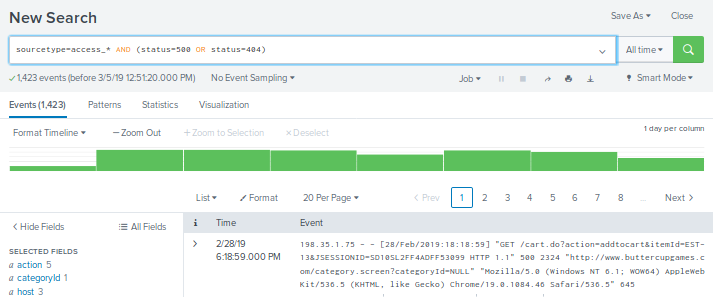 New Search
Save As
Close
sourcetype=access_* AND (status=500 OR status=404)
All time
1,423 events (before 3/5/19 12:51:20.000 PM)
No Event Sampling
Job
Smart Mode
Events (1,423)
Patterns
Statistics
Visualization
Format Timeline
— Zoom Out
+ Zoom to Selection
× Deselect
1 day per column
List
Format
20 Per Page
< Prev
1
2
3
4
5
6
7
8
...
Next >
< Hide Fields
All Fields
i
Time
Event
SELECTED FIELDS
a action 5
a categoryId 1
a host 3
>
2/28/19
6:18:59.000 PM
198.35.1.75 - - [28/Feb/2019:18:18:59] "GET /cart.do?action=addtocart&itemId=EST-
13&JSESSIONID=SD10SL2FF4ADFF53099 HTTP 1.1" 500 2324 "http://www.buttercupgames.c
om/category.screen?categoryId=NULL" "Mozilla/5.0 (Windows NT 6.1; WOW64) AppleWeb
Kit/536.5 (KHTML, like Gecko) Chrome/19.0.1084.46 Safari/536.5" 645